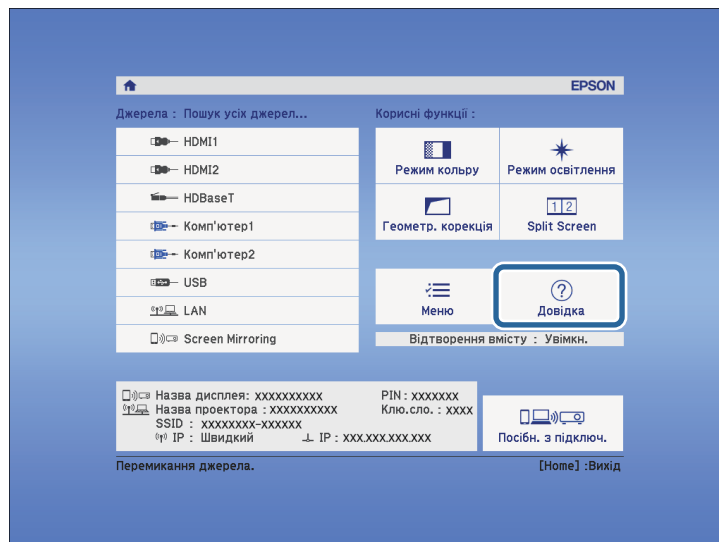 EPSON
Джерела : Пошук усіх джерел...
HDMI1
HDMI2
HDBaseT
Комп'ютер1
Комп'ютер2
USB
LAN
Screen Mirroring
Корисні функції :
Режим кольру
Режим освітлення
Геометр. корекція
1 2
Split Screen
Меню
?
Довідка
Відтворення вмісту : Увімкн.
Назва дисплея: xxxxxxxxxx
PIN : xxxxxxx
Назва проектора : xxxxxxxxxx
Клю.сло. : xxxx
SSID : xxxxxxxx-xxxxxx
IP : Швидкий
IP : xxx.xxx.xxx.xxx
Посібн. з підключ.
Перемикання джерела.
[Home] :Вихід